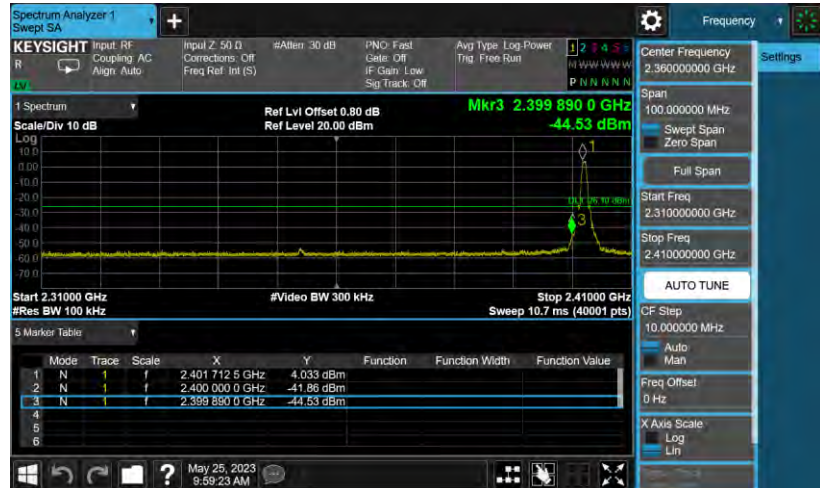 Spectrum Analyzer 1
Swept SA
+
Frequency
KEYSIGHT
R
Input: RF
Coupling: AC
Align: Auto
Input Z: 50 Ω
Corrections: Off
Freq Ref: Int (S)
#Atten: 30 dB
PNO: Fast
Gate: Off
IF Gain: Low
Sig Track: Off
Avg Type: Log-Power
Trig: Free Run
1 2 3 4 5 6
M W W W W W
P N N N N N
LV
1 Spectrum
Scale/Div 10 dB
Ref Lvl Offset 0.80 dB
Ref Level 20.00 dBm
Mkr3 2.399 890 0 GHz
-44.53 dBm
Log
10.0
0.00
-10.0
-20.0
-30.0
-40.0
-50.0
-60.0
-70.0
1
3
Start 2.31000 GHz
#Res BW 100 kHz
#Video BW 300 kHz
Stop 2.41000 GHz
Sweep 10.7 ms (40001 pts)
5 Marker Table
Mode Trace Scale X Y Function Function Width Function Value
1 N 1 f 2.401 712 5 GHz 4.033 dBm
2 N 1 f 2.400 000 0 GHz -41.86 dBm
3 N 1 f 2.399 890 0 GHz -44.53 dBm
4
5
6
Center Frequency
2.360000000 GHz
Settings
Span
100.000000 MHz
Swept Span
Zero Span
Full Span
Start Freq
2.310000000 GHz
Stop Freq
2.410000000 GHz
AUTO TUNE
CF Step
10.000000 MHz
Auto
Man
Freq Offset
0 Hz
X Axis Scale
Log
Lin
?
May 25, 2023
9:59:23 AM